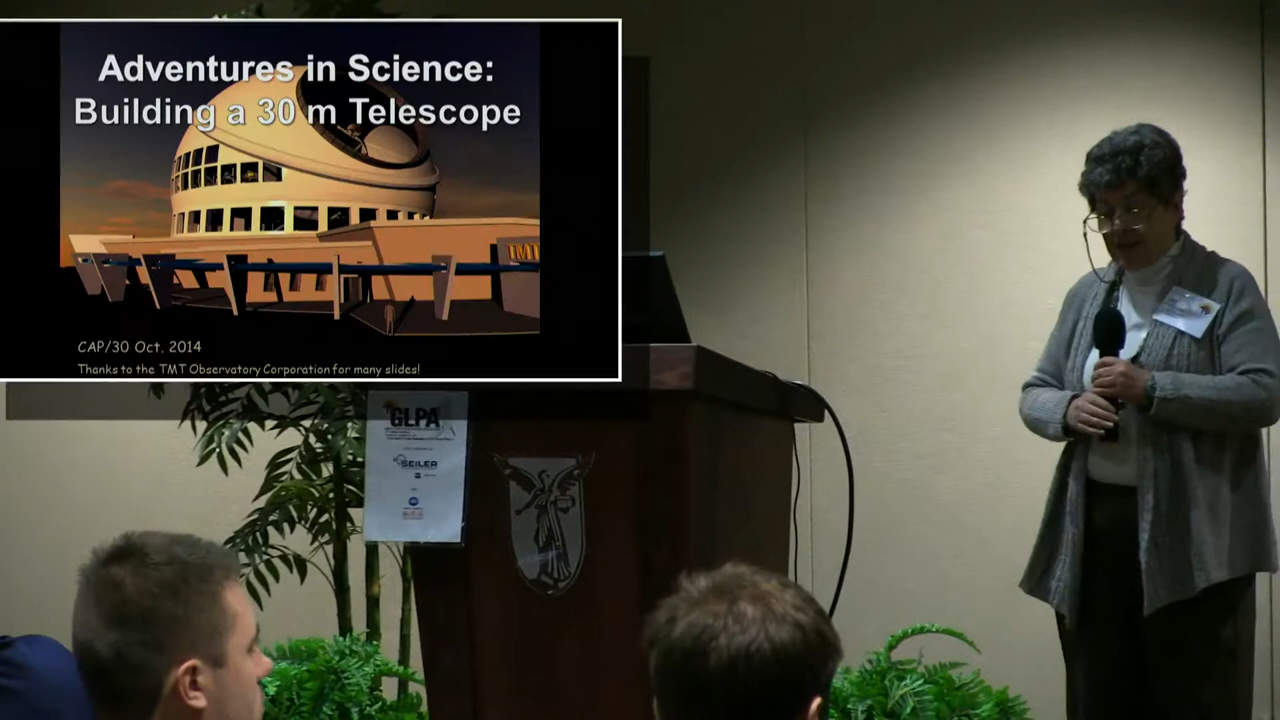 Adventures in Science:
Building a 30 m Telescope
TMT
CAP/30 Oct. 2014
Thanks to the TMT Observatory Corporation for many slides!
GLPA
SEILER